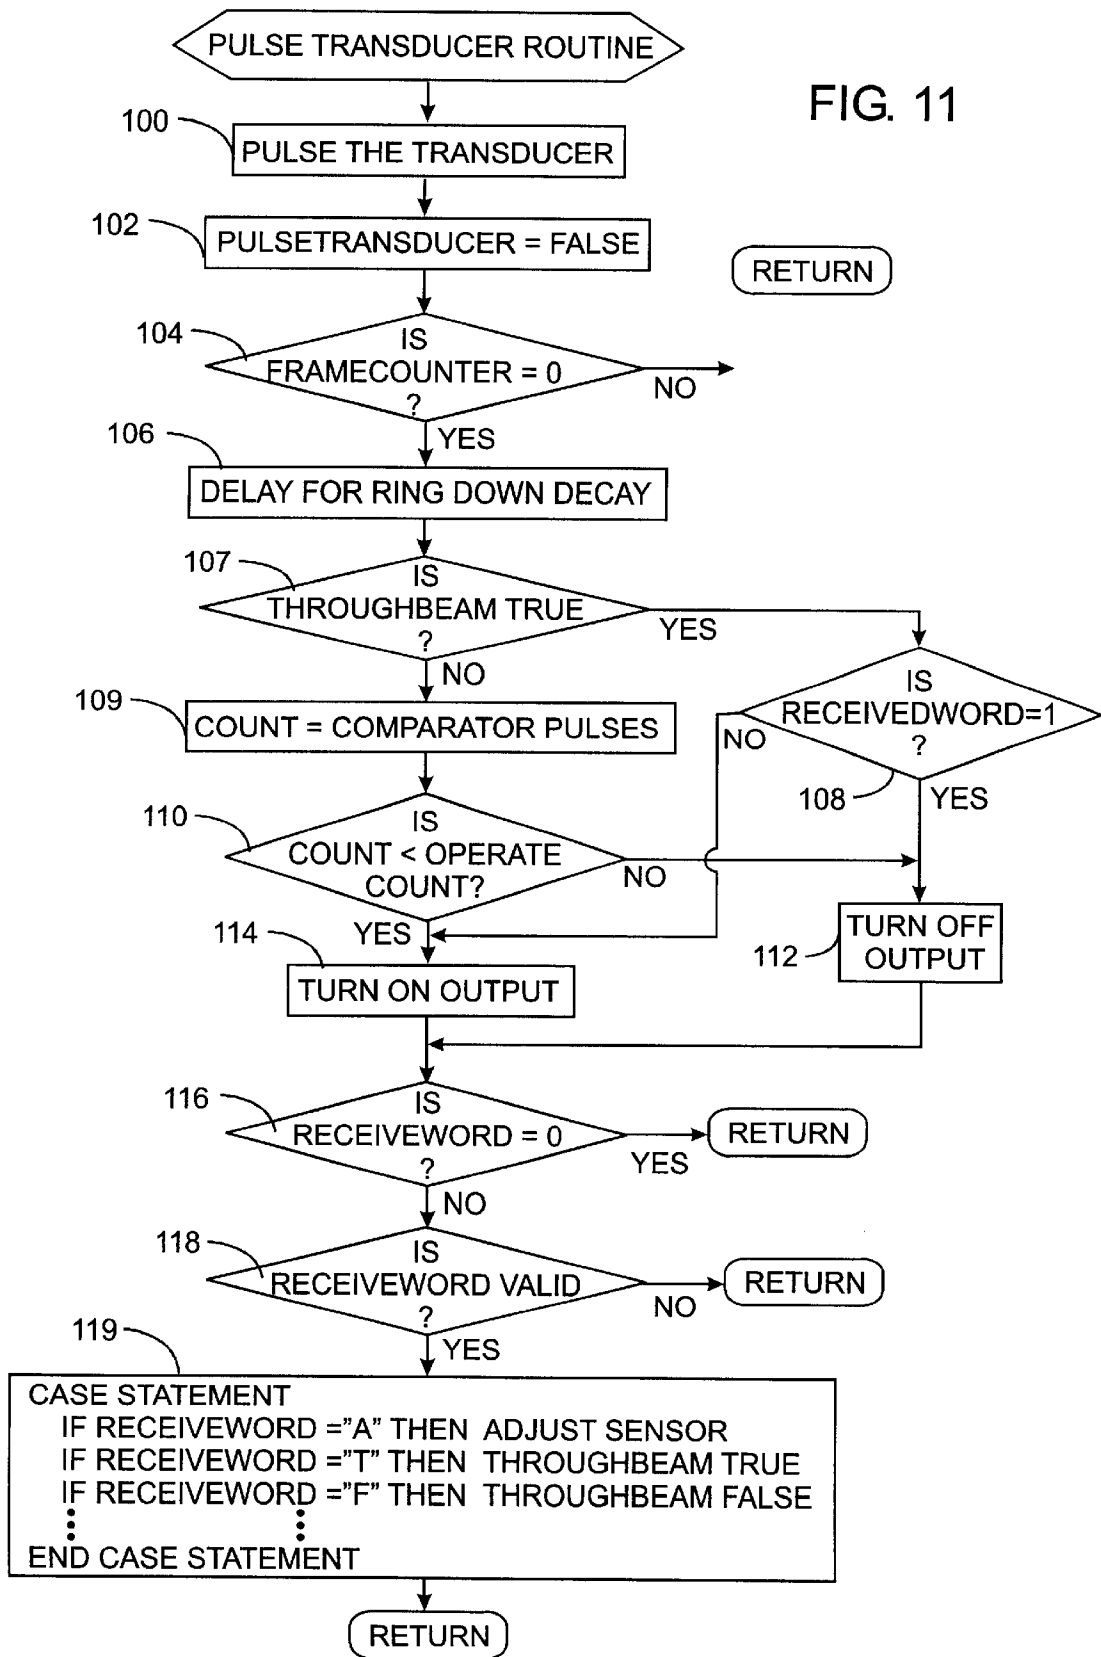 PULSE TRANSDUCER ROUTINE
FIG. 11
100
PULSE THE TRANSDUCER
102
PULSETRANSDUCER = FALSE
RETURN
104
IS
FRAMECOUNTER = 0
?
NO
YES
106
DELAY FOR RING DOWN DECAY
107
IS
THROUGHBEAM TRUE
?
YES
NO
109
COUNT = COMPARATOR PULSES
IS
RECEIVEDWORD=1
?
NO
108
YES
110
IS
COUNT < OPERATE
COUNT?
NO
YES
114
TURN ON OUTPUT
112
TURN OFF
OUTPUT
116
IS
RECEIVEWORD = 0
?
YES
RETURN
NO
118
IS
RECEIVEWORD VALID
?
NO
RETURN
YES
119
CASE STATEMENT
IF RECEIVEWORD ="A" THEN ADJUST SENSOR
IF RECEIVEWORD ="T" THEN THROUGHBEAM TRUE
IF RECEIVEWORD ="F" THEN THROUGHBEAM FALSE
END CASE STATEMENT
RETURN